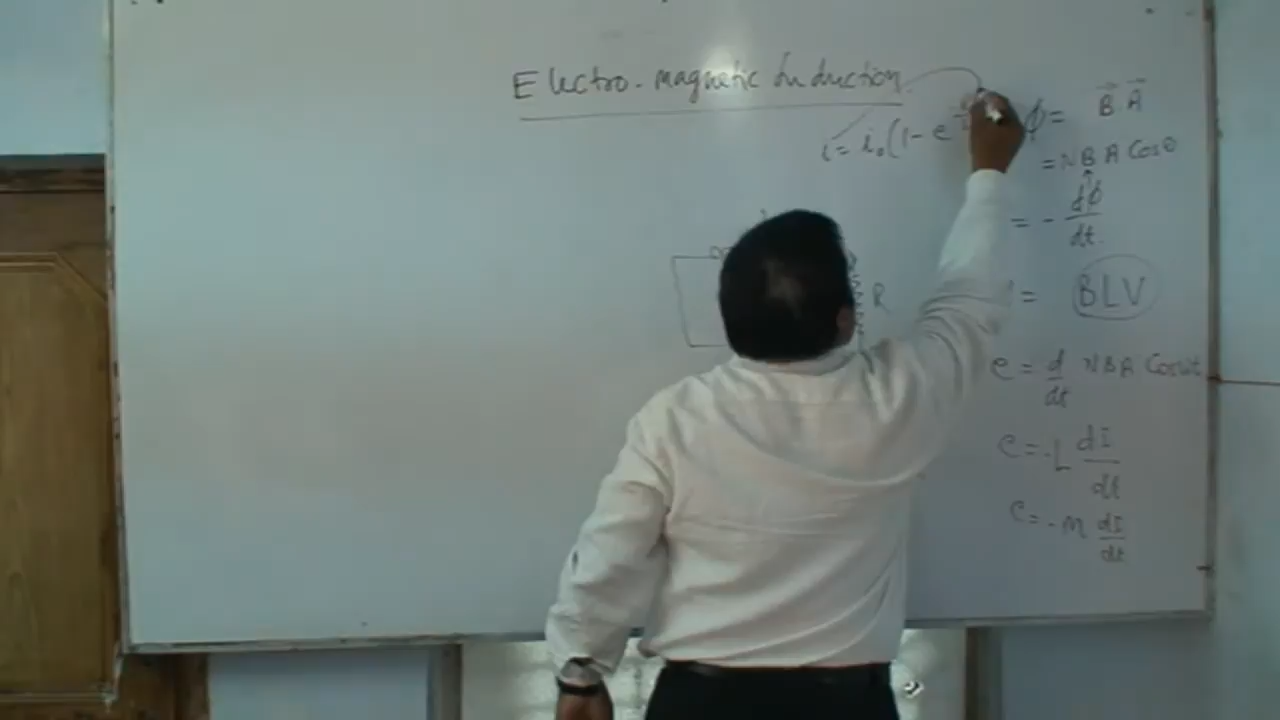 Electro-magnetic Induction
i = i₀(1 - e
ϕ = B⃗ A⃗
= NBA Cosθ
= - dϕ/dt
R
= BLV
e = d/dt NBA Cosωt
e = -L dI/dt
e = -M dI/dt